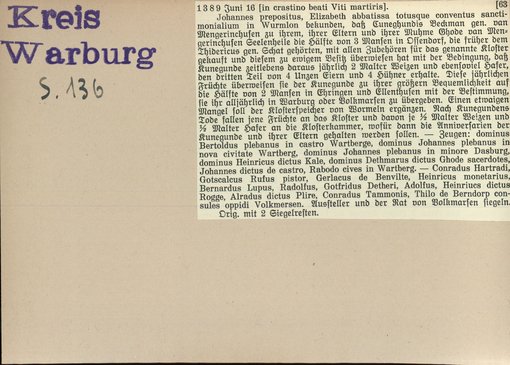 Kreis
Warburg
S. 136
[63
1389 Juni 16 [in crastino beati Viti martiris].
Johannes prepositus, Elizabeth abbatissa totusque conventus sancti-
monialium in Wurmlon bekunden, daß Cuneghundis Beckman gen. van
Mengerinchusen zu ihrem, ihrer Eltern und ihrer Muhme Ghode van Men-
gerinchusen Seelenheile die Hälfte von 3 Mansen in Ossendorf, die früher dem
Thidericus gen. Schat gehörten, mit allen Zubehören für das genannte Kloster
gekauft und diesem zu ewigem Besitz überwiesen hat mit der Bedingung, daß
Kunegunde zeitlebens daraus jährlich 2 Malter Weizen und ebensoviel Hafer,
den dritten Teil von 4 Unzen Eiern und 4 Hühner erhalte. Diese jährlichen
Früchte überweisen sie der Kunegunde zu ihrer größern Bequemlichkeit auf
die Hälfte von 2 Mansen in Ehringen und Ellenthusen mit der Bestimmung,
sie ihr alljährlich in Warburg oder Volkmarsen zu übergeben. Einen etwaigen
Mangel soll der Klosterspeicher von Wormeln ergänzen. Nach Kunegundens
Tode fallen jene Früchte an das Kloster und davon je ½ Malter Weizen und
½ Malter Hafer an die Klosterkammer, wofür dann die Anniversarien der
Kunegunde und ihrer Eltern gehalten werden sollen. — Zeugen: dominus
Bertoldus plebanus in castro Wartberge, dominus Johannes plebanus in
nova civitate Wartberg, dominus Johannes plebanus in minore Dasburg,
dominus Heinricus dictus Kale, dominus Dethmarus dictus Ghode sacerdotes,
Johannes dictus de castro, Rabodo cives in Wartberg. — Conradus Hartradi,
Gotscalcus Rufus pistor, Gerlacus de Benvilte, Heinricus monetarius,
Bernardus Lupus, Radolfus, Gotfridus Detheri, Adolfus, Heinricus dictus
Rogge, Alradus dictus Plire, Conradus Tammonis, Thilo de Berndorp con-
sules oppidi Volkmersen. Aussteller und der Rat von Volkmarsen siegeln.
Orig. mit 2 Siegelresten.